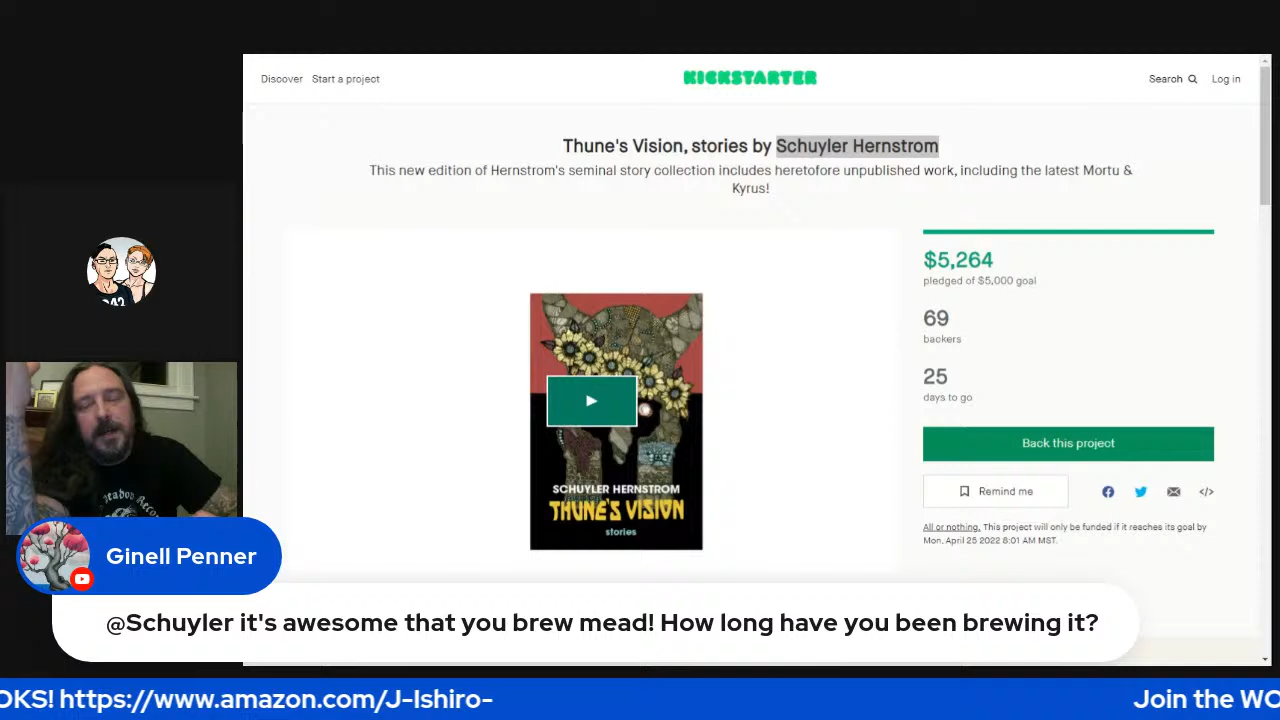 Discover Start a project
KICKSTARTER
Search Log in
Thune's Vision, stories by Schuyler Hernstrom
This new edition of Hernstrom's seminal story collection includes heretofore unpublished work, including the latest Mortu &
Kyrus!
$5,264
pledged of $5,000 goal
69
backers
25
days to go
Back this project
Remind me
All or nothing. This project will only be funded if it reaches its goal by
Mon, April 25 2022 8:01 AM MST.
SCHUYLER HERNSTROM
THUNE'S VISION
stories
Ginell Penner
@Schuyler it's awesome that you brew mead! How long have you been brewing it?
OKS! https://www.amazon.com/J-Ishiro-
Join the WO